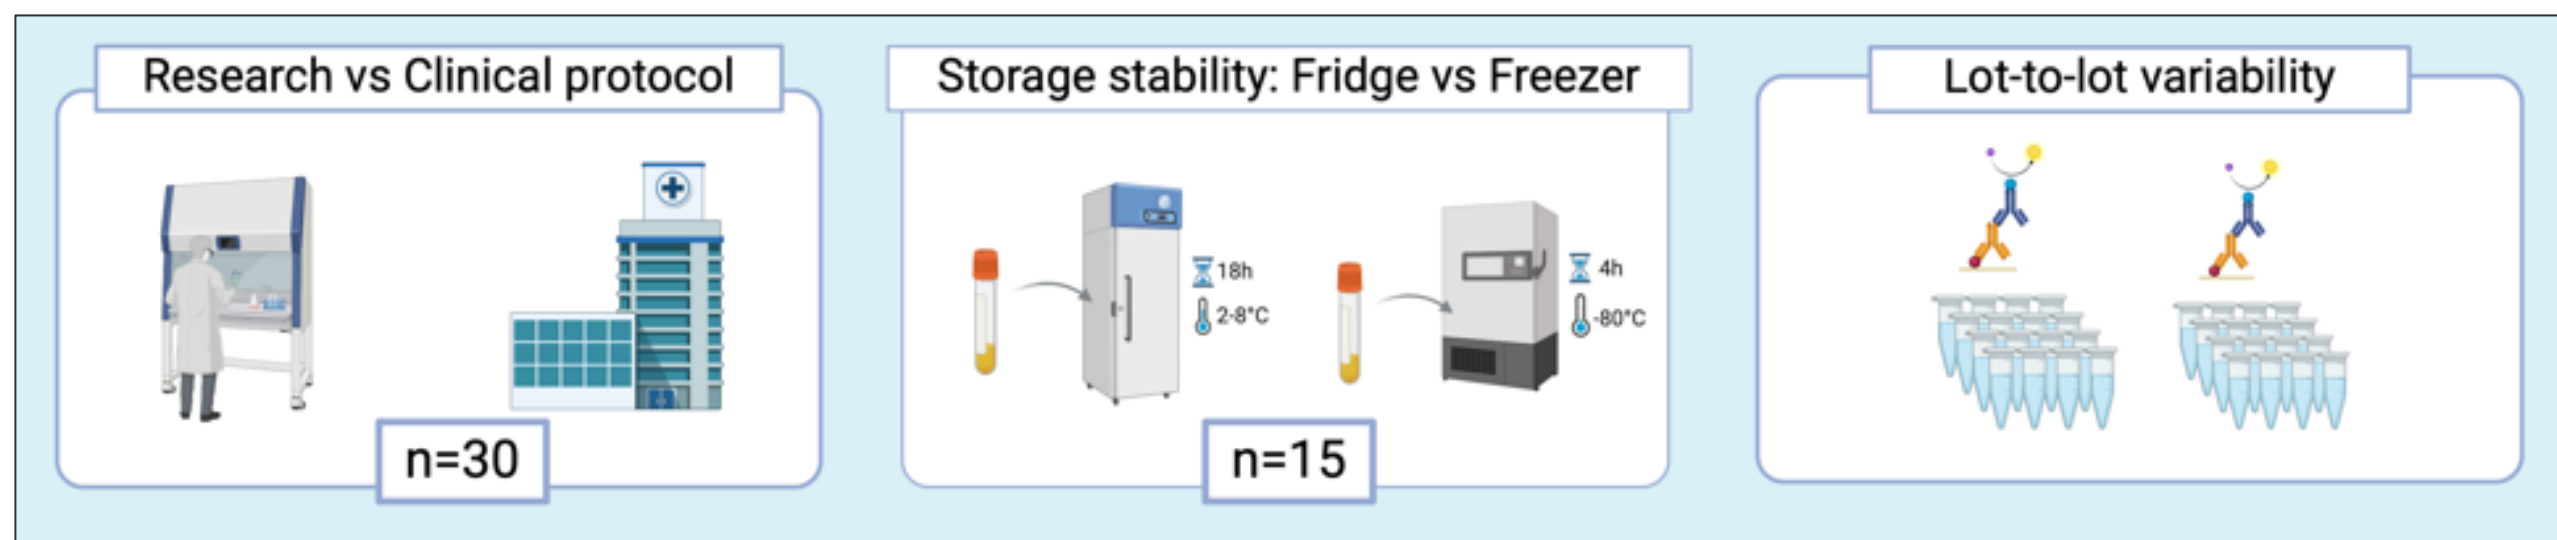 Research vs Clinical protocol
n=30
Storage stability: Fridge vs Freezer
18h
2-8°C
4h
-80°C
n=15
Lot-to-lot variability